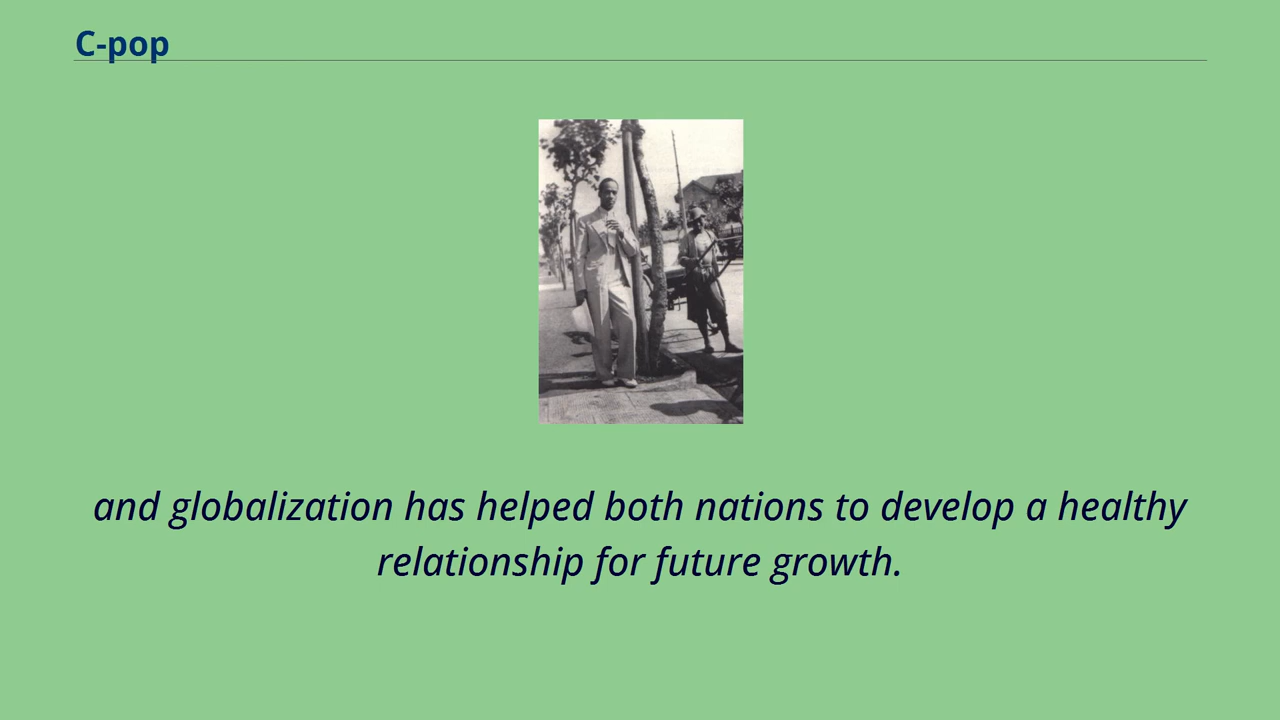 C-pop
and globalization has helped both nations to develop a healthy
relationship for future growth.